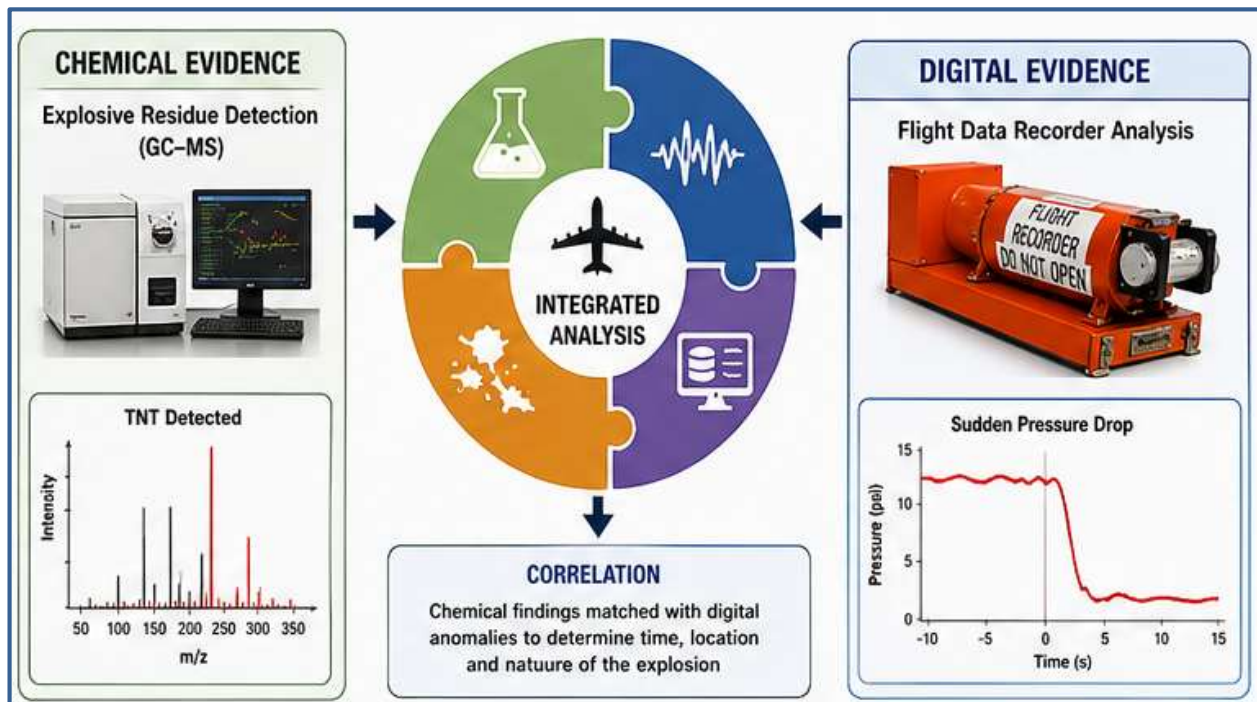 CHEMICAL EVIDENCE
Explosive Residue Detection
(GC–MS)
TNT Detected
Intenoity
50 100 150 200 250 300 350
m/z
INTEGRATED
ANALYSIS
CORRELATION
Chemical findings matched with digital
anomalies to determine time, location
and natuure of the explosion
DIGITAL EVIDENCE
Flight Data Recorder Analysis
FLIGHT
RECORDER
DO NOT OPEN
Sudden Pressure Drop
Pressure (psi)
15
10
5
0
-10 -5 0 5 10 15
Time (s)